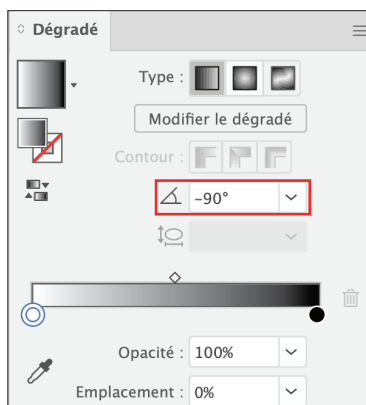 Dégradé
Type :
Modifier le dégradé
Contour :
-90°
Opacité : 100%
Emplacement : 0%